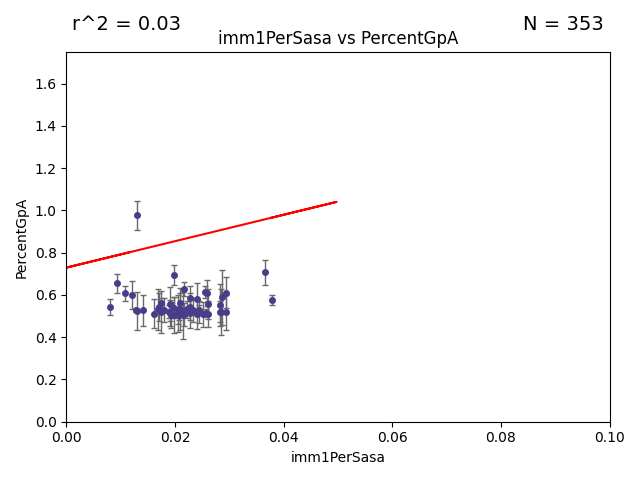 r^2 = 0.03
N = 353
imm1PerSasa vs PercentGpA
1.6
1.4
1.2
1.0
0.8
0.6
0.4
0.2
0.0
PercentGpA
0.00 0.02 0.04 0.06 0.08 0.10
imm1PerSasa